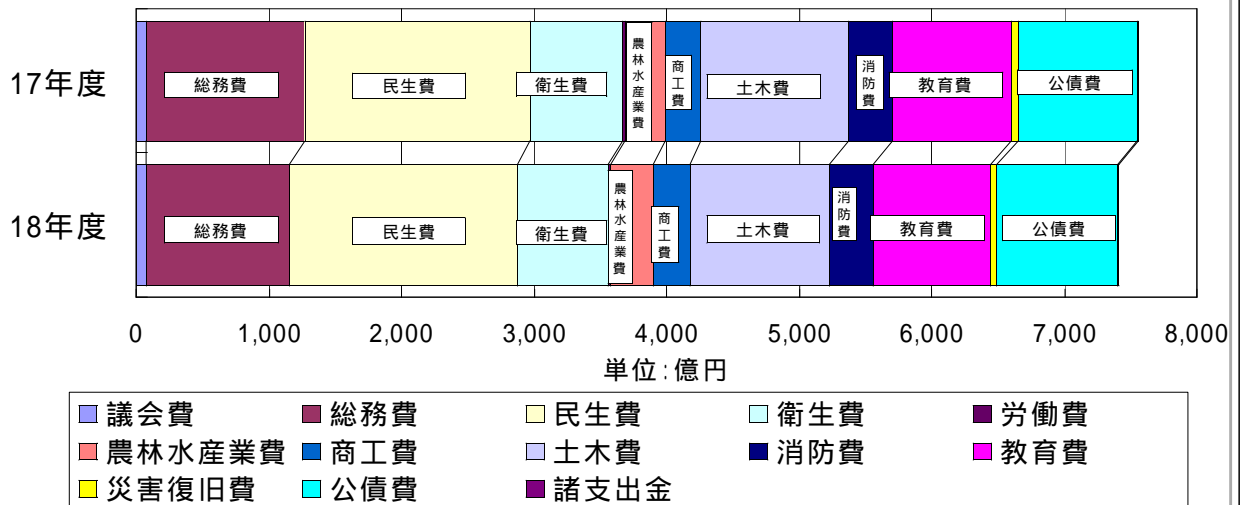 17年度
総務費
民生費
衛生費
農林水産業費
商工費
土木費
消防費
教育費
公債費
18年度
総務費
民生費
衛生費
農林水産業費
商工費
土木費
消防費
教育費
公債費
0 1,000 2,000 3,000 4,000 5,000 6,000 7,000 8,000
単位:億円
議会費 総務費 民生費 衛生費 労働費
農林水産業費 商工費 土木費 消防費 教育費
災害復旧費 公債費 諸支出金